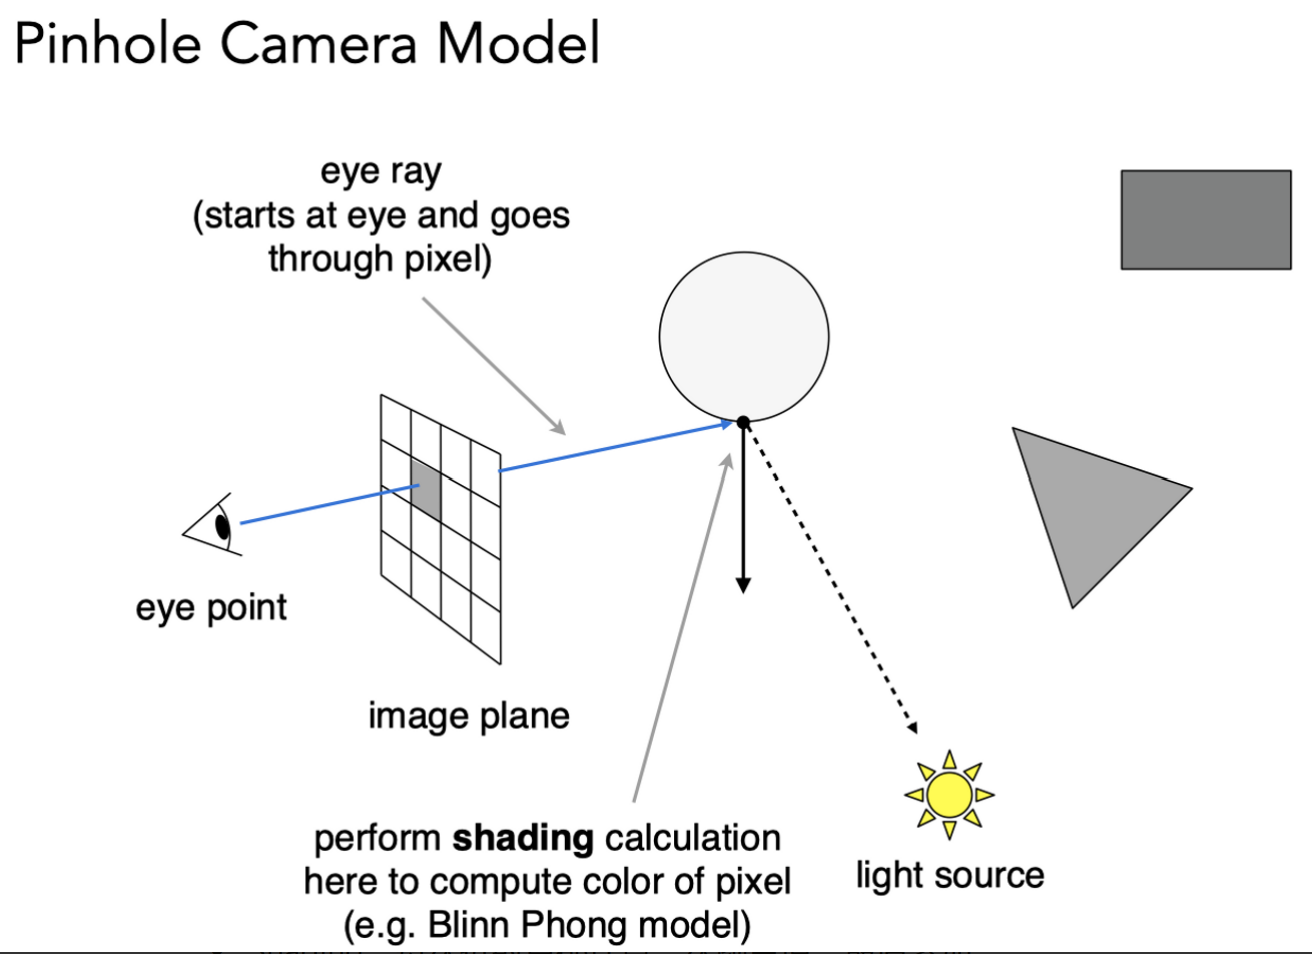 Pinhole Camera Model
eye ray
(starts at eye and goes
through pixel)
eye point
image plane
perform shading calculation
here to compute color of pixel
(e.g. Blinn Phong model)
light source